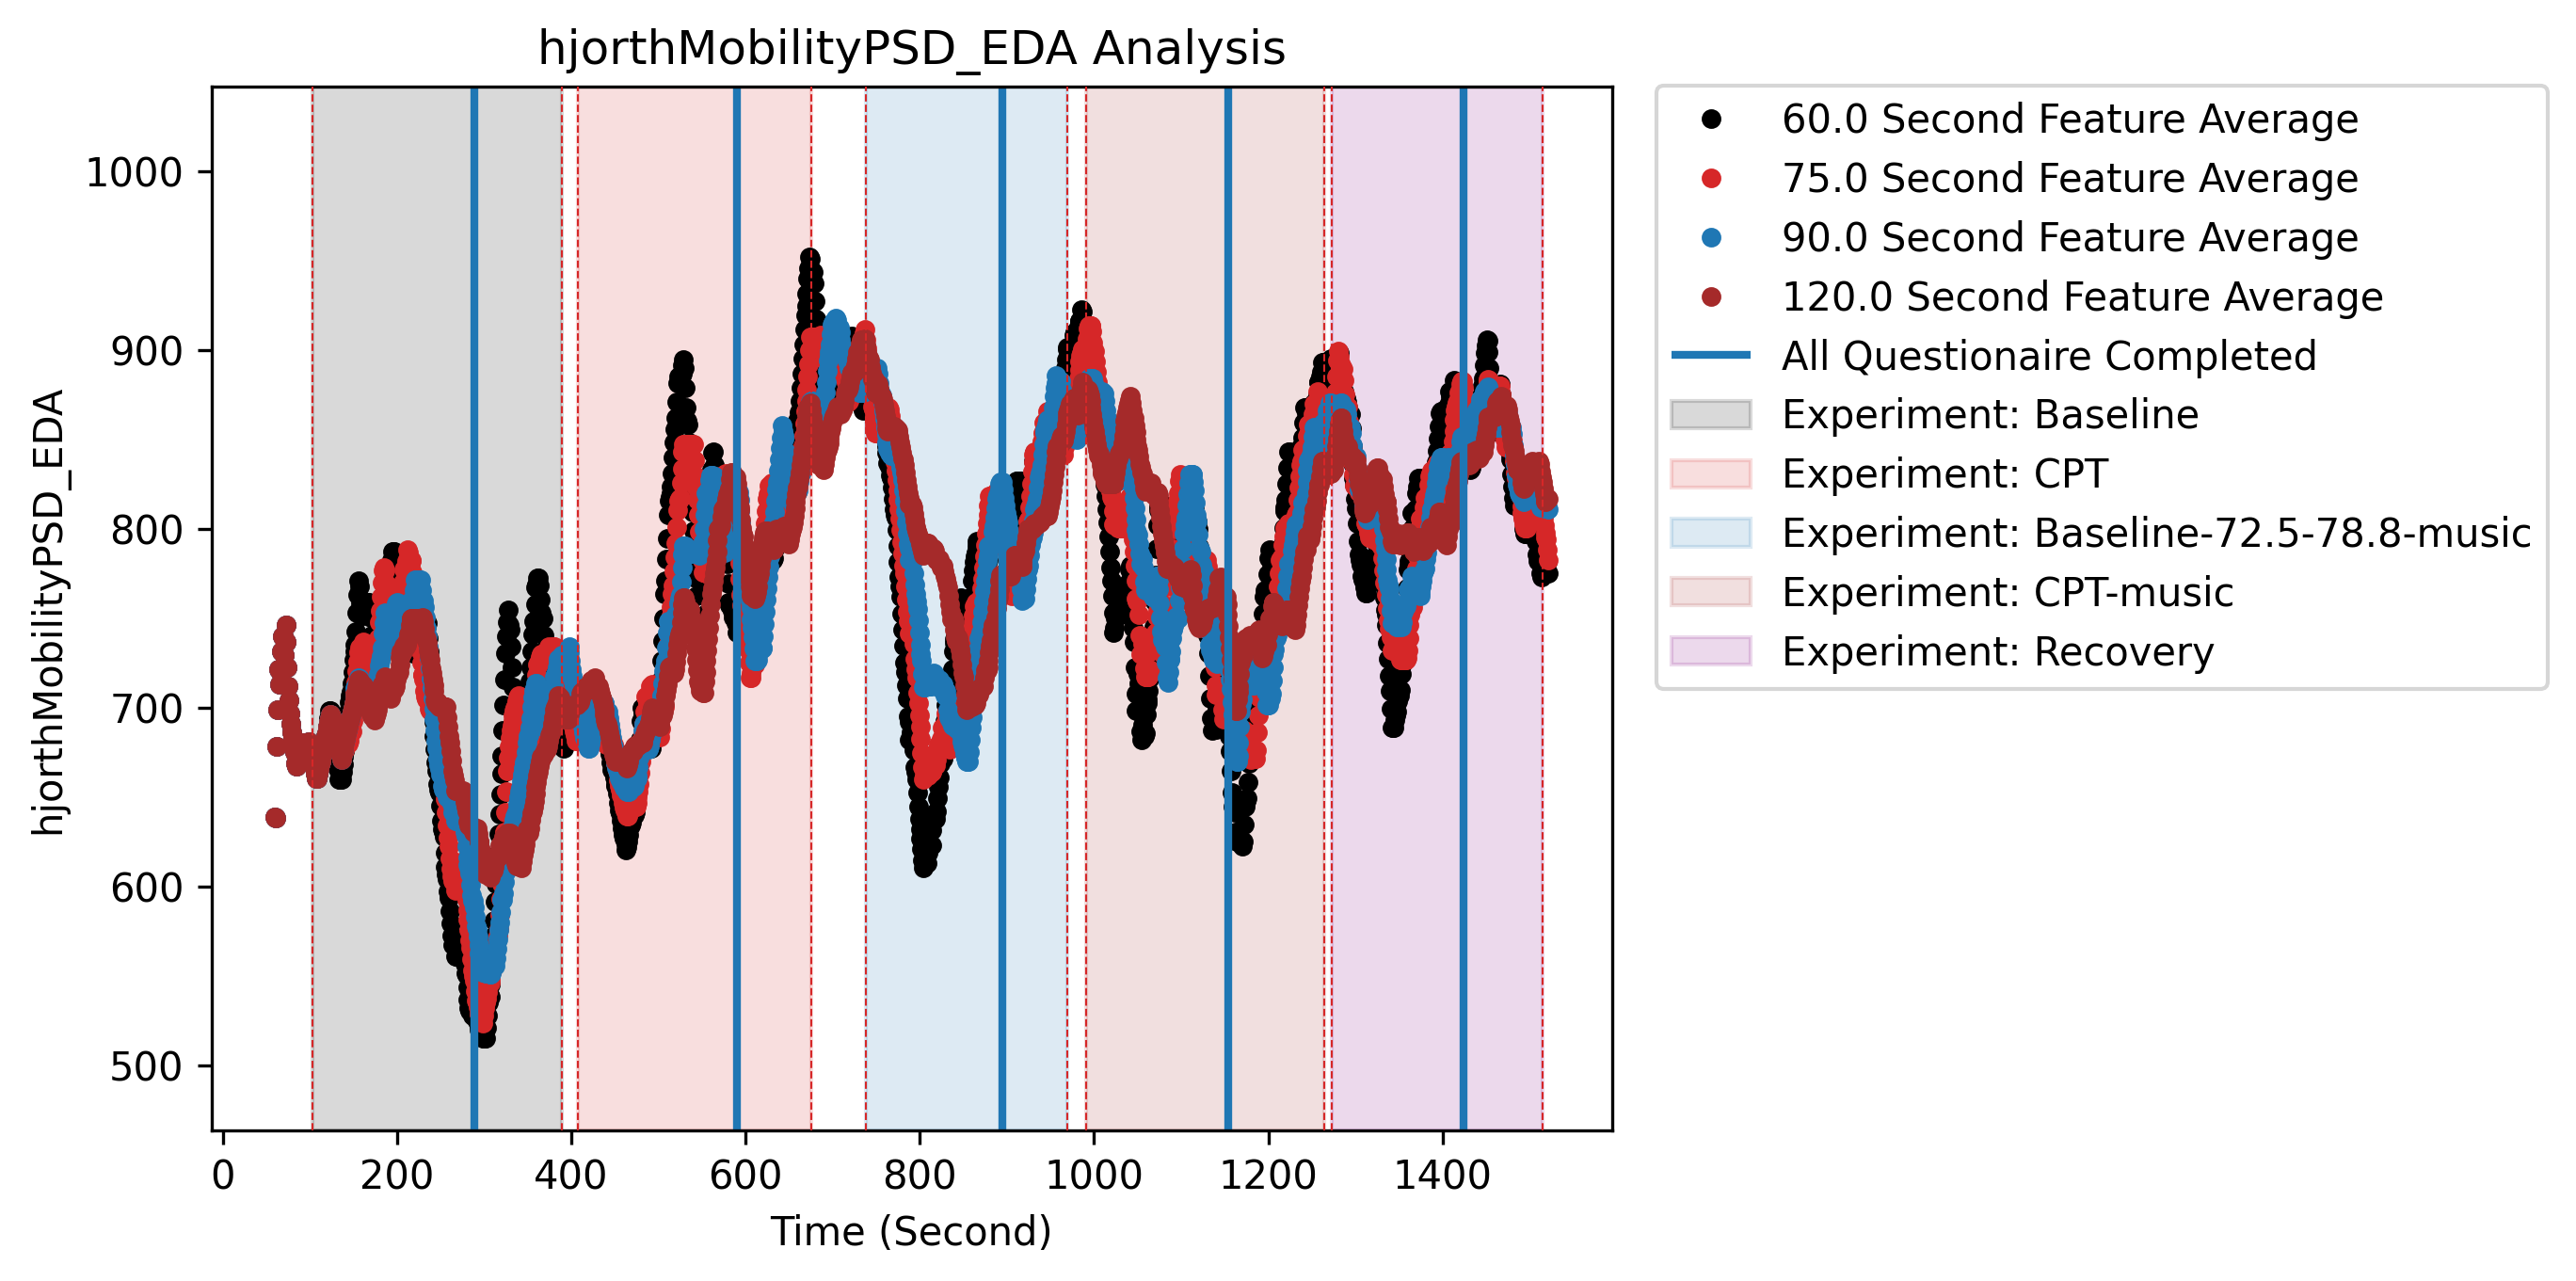 hjorthMobilityPSD_EDA Analysis
hjorthMobilityPSD_EDA
1000
900
800
700
600
500
0 200 400 600 800 1000 1200 1400
Time (Second)
60.0 Second Feature Average
75.0 Second Feature Average
90.0 Second Feature Average
120.0 Second Feature Average
All Questionaire Completed
Experiment: Baseline
Experiment: CPT
Experiment: Baseline-72.5-78.8-music
Experiment: CPT-music
Experiment: Recovery